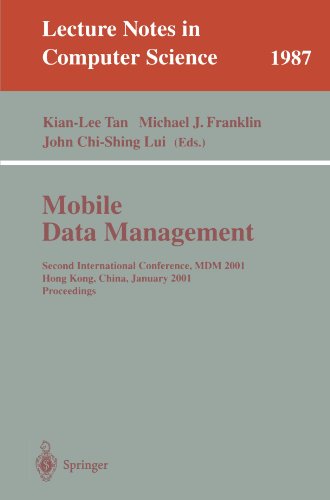 Lecture Notes in
Computer Science 1987
Kian-Lee Tan Michael J. Franklin
John Chi-Shing Lui (Eds.)
Mobile
Data Management
Second International Conference, MDM 2001
Hong Kong, China, January 2001
Proceedings
Springer